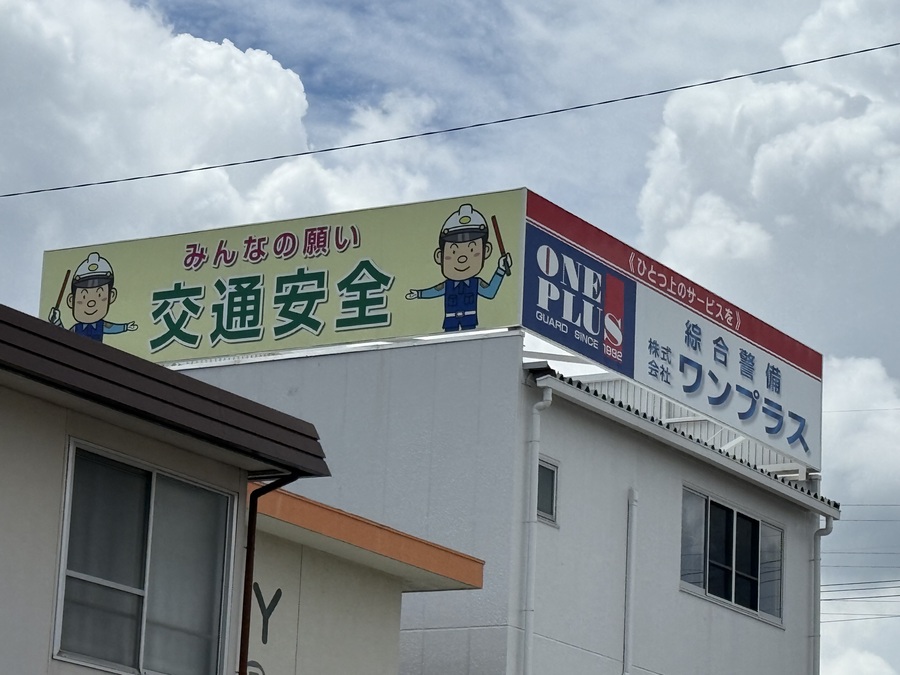 みんなの願い
交通安全
ONE
PLUS
GUARD SINCE 1992
《ひとつ上のサービスを》
綜合警備
株式
会社
ワンプラス
Y